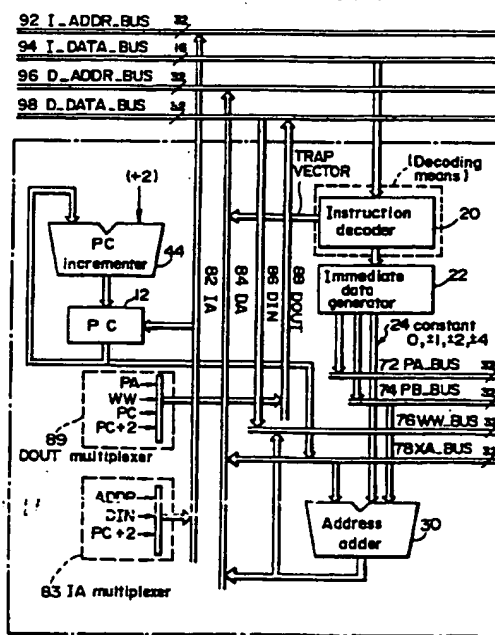 92 I_ADDR_BUS 32
94 I_DATA_BUS 16
96 D_ADDR_BUS 32
98 D_DATA_BUS
(+2)
TRAP
VECTOR
(Decoding
means)
Instruction
decoder
20
PC
incrementer
44
82 IA
84 DA
86 DIN
88 DOUT
Immediate
data
generator
22
12
PC
24 constant
0, ±1, ±2, ±4
72 PA_BUS
74 PB_BUS
76 WW_BUS
78 XA_BUS
PA
WW
PC
PC+2
89
DOUT multiplexer
ADDR
DIN
PC+2
83 IA multiplexer
Address
adder
30